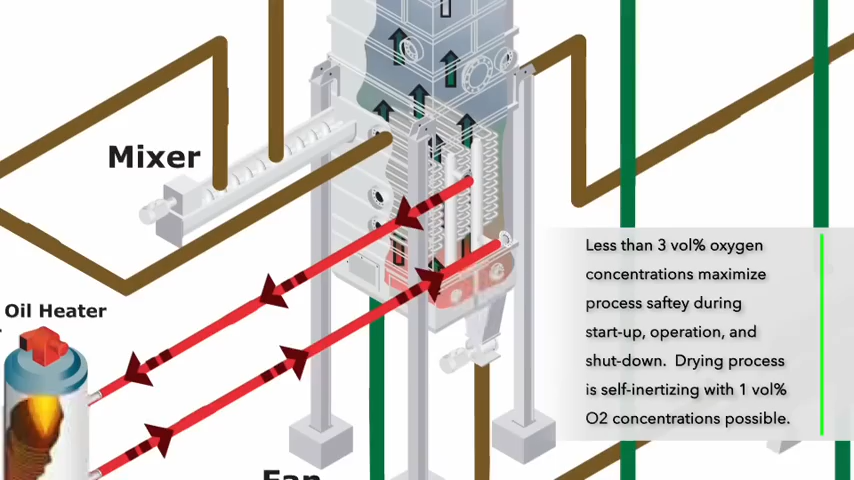 Mixer
Less than 3 vol% oxygen
concentrations maximize
process saftey during
start-up, operation, and
shut-down. Drying process
is self-inertizing with 1 vol%
O2 concentrations possible.
Oil Heater
Fan